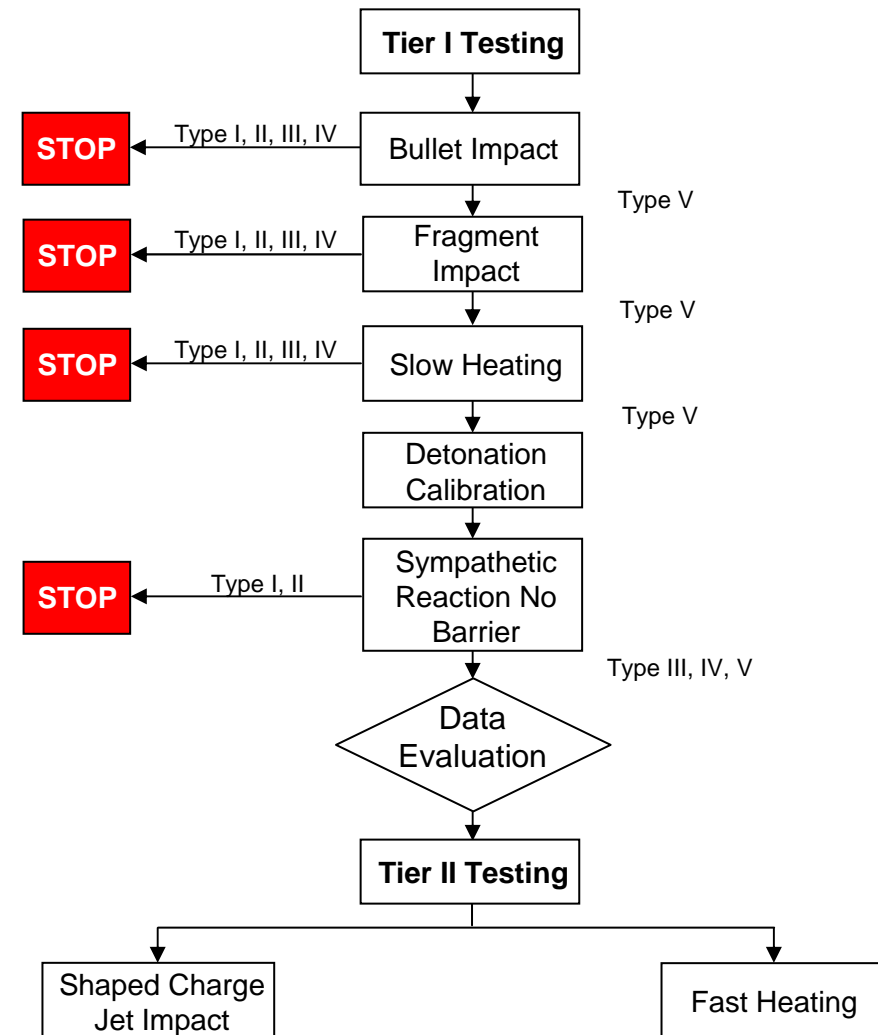 Tier I Testing
STOP
Type I, II, III, IV
Bullet Impact
Type V
STOP
Type I, II, III, IV
Fragment
Impact
Type V
STOP
Type I, II, III, IV
Slow Heating
Type V
Detonation
Calibration
STOP
Type I, II
Sympathetic
Reaction No
Barrier
Type III, IV, V
Data
Evaluation
Tier II Testing
Shaped Charge
Jet Impact
Fast Heating